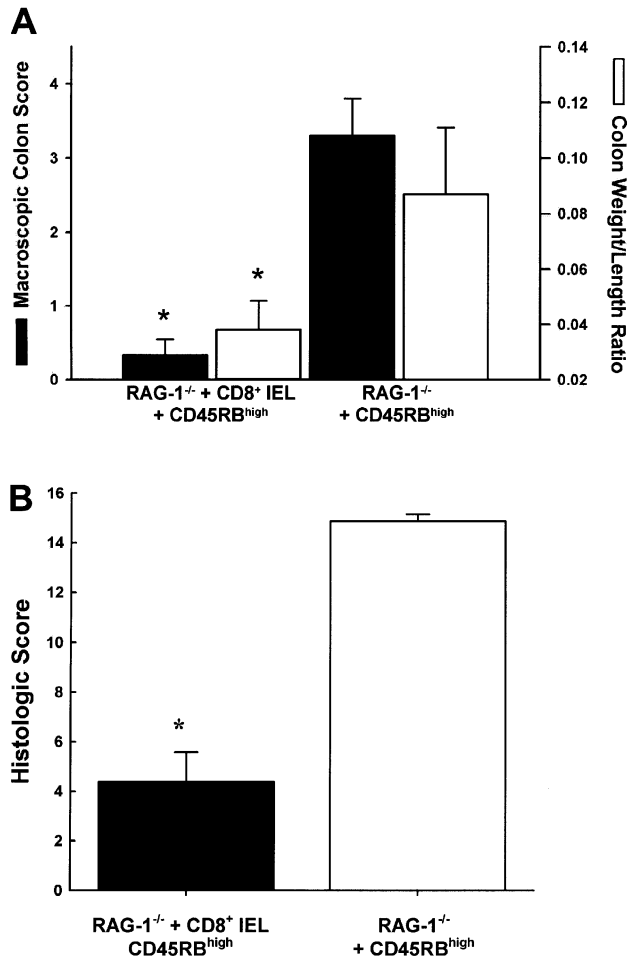 A
Macroscopic Colon Score
4
3
2
1
0
0.14
0.12
0.10
0.08
0.06
0.04
0.02
Colon Weight/Length Ratio
*
*
RAG-1-/- + CD8+ IEL
+ CD45RBhigh
RAG-1-/-
+ CD45RBhigh
B
Histologic Score
16
14
12
10
8
6
4
2
0
*
RAG-1-/- + CD8+ IEL
CD45RBhigh
RAG-1-/-
+ CD45RBhigh